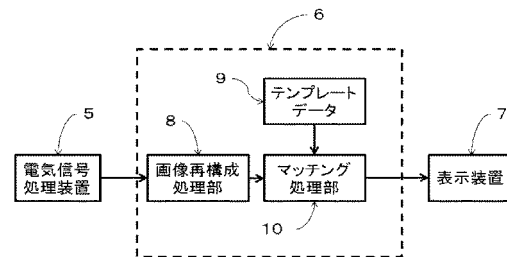 6
9
テンプレート
データ
5
8
7
電気信号
処理装置
画像再構成
処理部
マッチング
処理部
表示装置
10